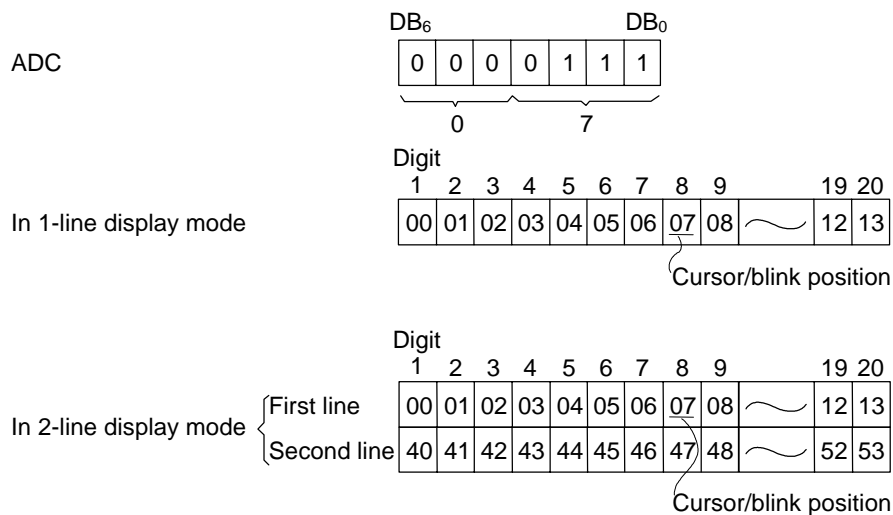 DB₆ DB₀
ADC 0 0 0 0 1 1 1
0 7
Digit
1 2 3 4 5 6 7 8 9 19 20
In 1-line display mode 00 01 02 03 04 05 06 07 08 12 13
Cursor/blink position
Digit
1 2 3 4 5 6 7 8 9 19 20
In 2-line display mode
First line 00 01 02 03 04 05 06 07 08 12 13
Second line 40 41 42 43 44 45 46 47 48 52 53
Cursor/blink position